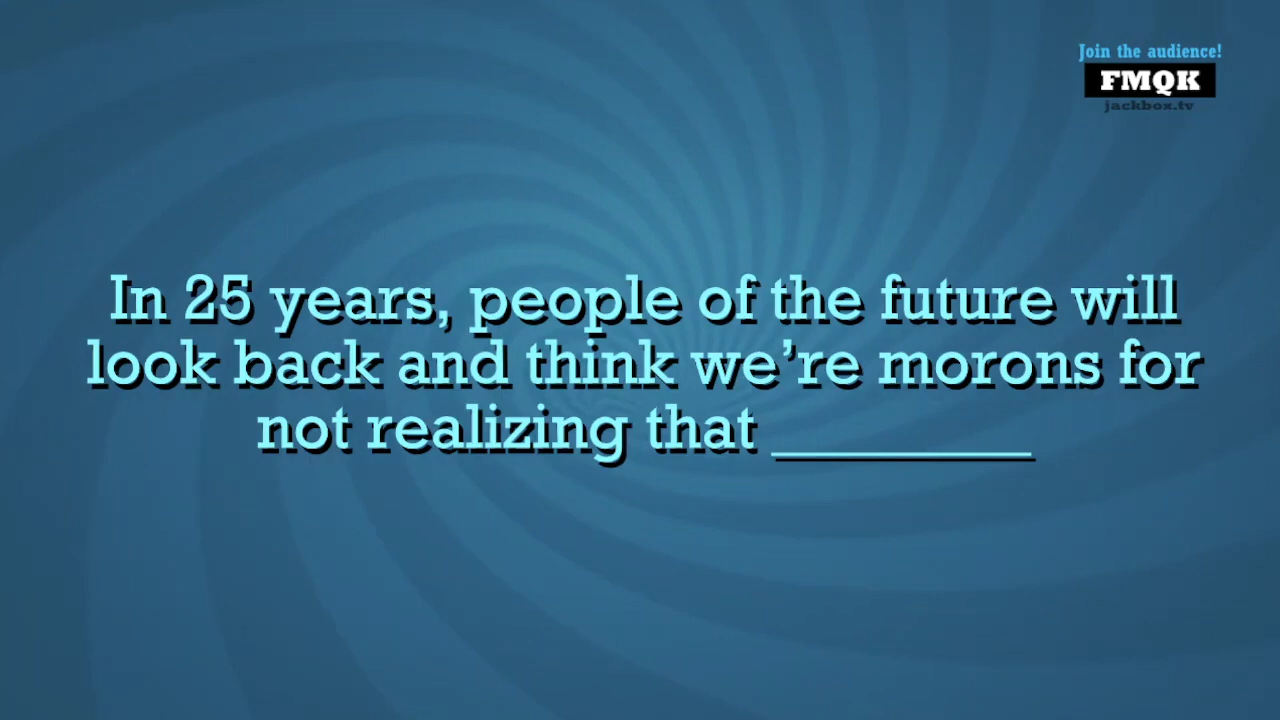 Join the audience!
FMQK
jackbox.tv
In 25 years, people of the future will
look back and think we’re morons for
not realizing that _________